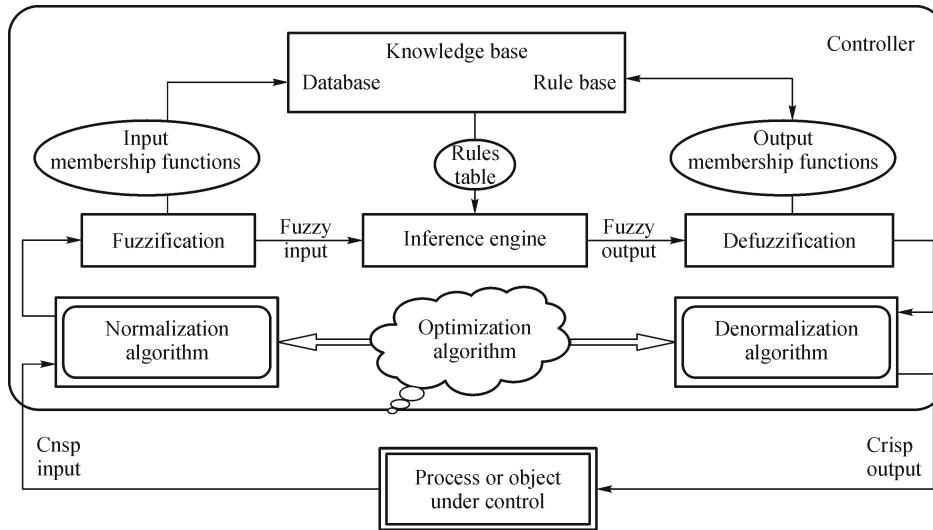 Knowledge base
Controller
Database
Rule base
Input
membership functions
Rules
table
Output
membership functions
Fuzzification
Fuzzy
input
Inference engine
Fuzzy
output
Defuzzification
Normalization
algorithm
Optimization
algorithm
Denormalization
algorithm
Cnsp
input
Process or object
under control
Crisp
output